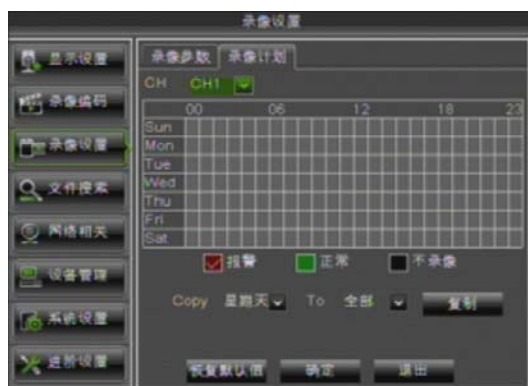 录像设置
显示设置
录像编码
录像设置
文件搜索
网络相关
设备管理
系统设置
进阶设置
录像参数 录像计划
CH CH1
00 06 12 18 23
Sun
Mon
Tue
Wed
Thu
Fri
Sat
报警 正常 不录像
Copy 星期天 To 全部 复制
恢复默认值 确定 退出